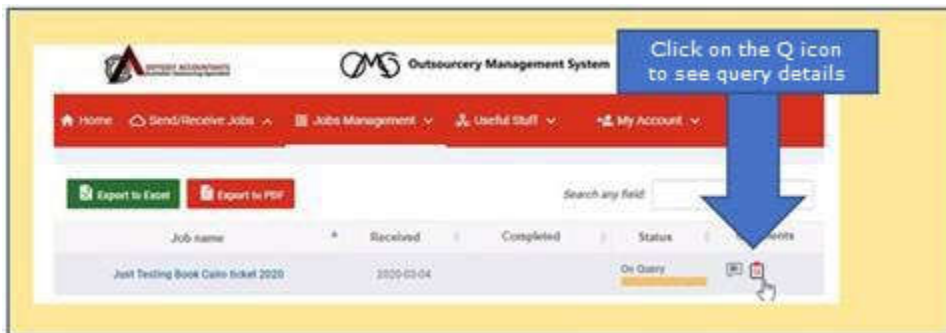 OMS Outsourcery Management System
Click on the Q icon
to see query details
Home Send/Receive Jobs Jobs Management Useful Stuff My Account
Export to Excel Export to PDF Search any field
Job name Received Completed Status
Just Testing Book Cairo ticket 2020 2020-03-04 On Query